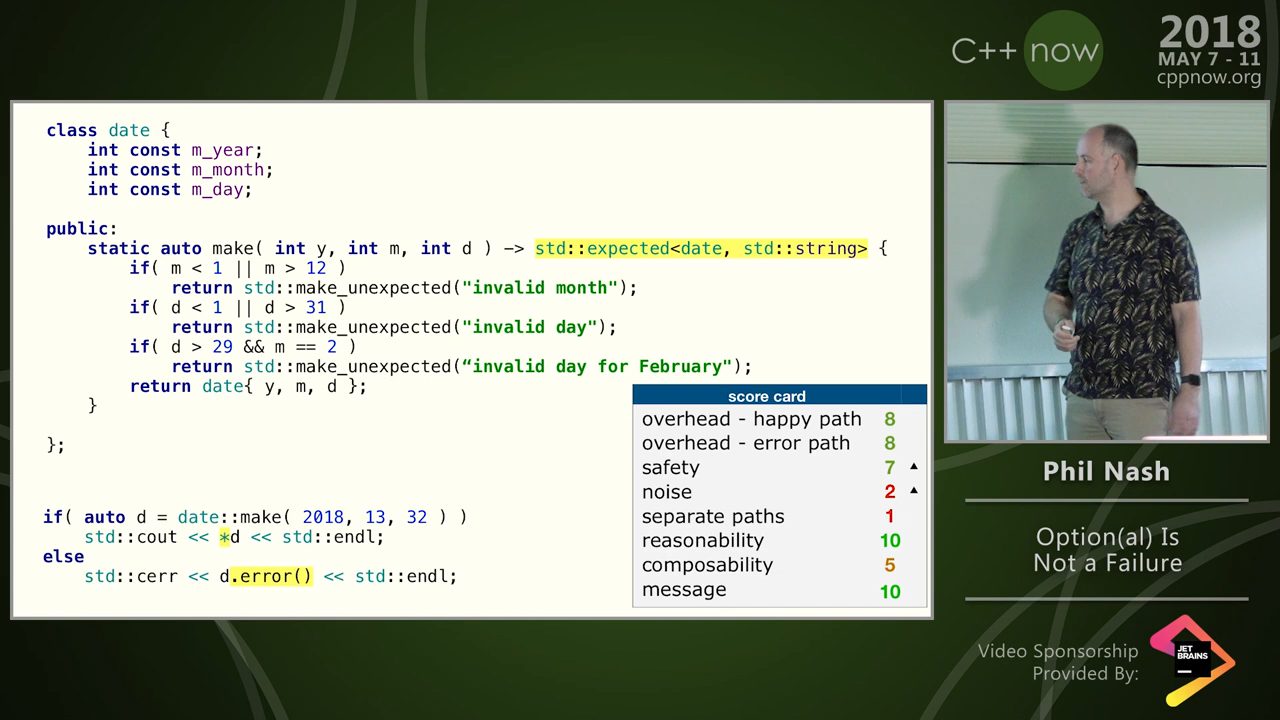 C++ now
2018
MAY 7 - 11
cppnow.org
class date {
    int const m_year;
    int const m_month;
    int const m_day;
public:
    static auto make( int y, int m, int d ) -> std::expected<date, std::string> {
        if( m < 1 || m > 12 )
            return std::make_unexpected("invalid month");
        if( d < 1 || d > 31 )
            return std::make_unexpected("invalid day");
        if( d > 29 && m == 2 )
            return std::make_unexpected(“invalid day for February");
        return date{ y, m, d };
    }
};
if( auto d = date::make( 2018, 13, 32 ) )
    std::cout << *d << std::endl;
else
    std::cerr << d.error() << std::endl;
score card
overhead - happy path 8
overhead - error path 8
safety 7 ▲
noise 2 ▲
separate paths 1
reasonability 10
composability 5
message 10
Phil Nash
Option(al) Is
Not a Failure
Video Sponsorship
Provided By:
JET
BRAINS